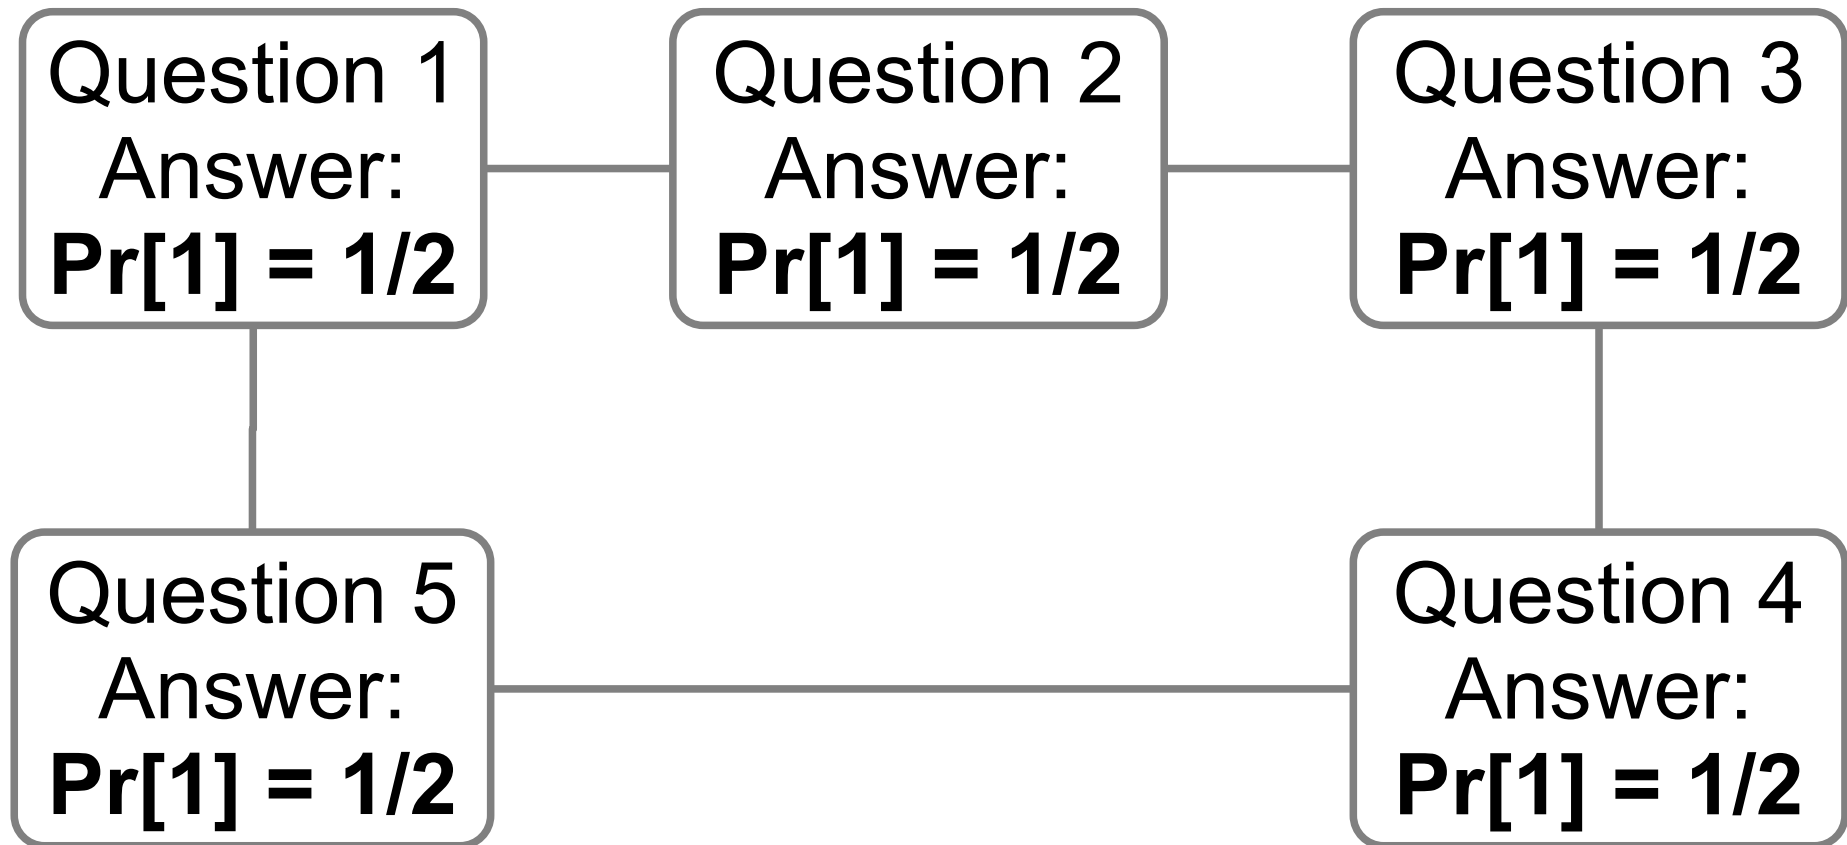 Question 1
Answer:
Pr[1] = 1/2
Question 2
Answer:
Pr[1] = 1/2
Question 3
Answer:
Pr[1] = 1/2
Question 5
Answer:
Pr[1] = 1/2
Question 4
Answer:
Pr[1] = 1/2